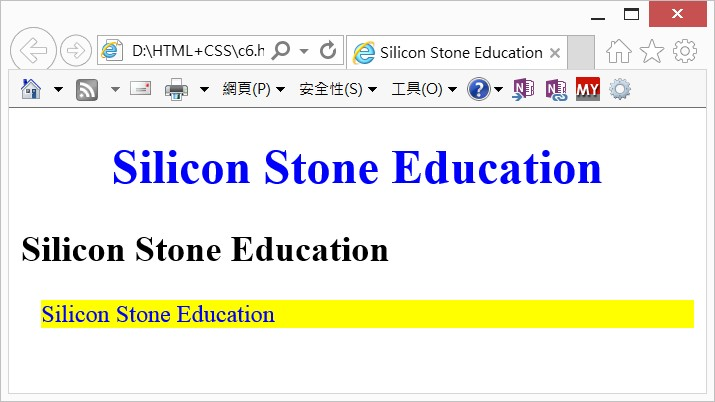 D:\HTML+CSS\c6.h
Silicon Stone Education
網頁(P) 安全性(S) 工具(O) MY
Silicon Stone Education
Silicon Stone Education
Silicon Stone Education